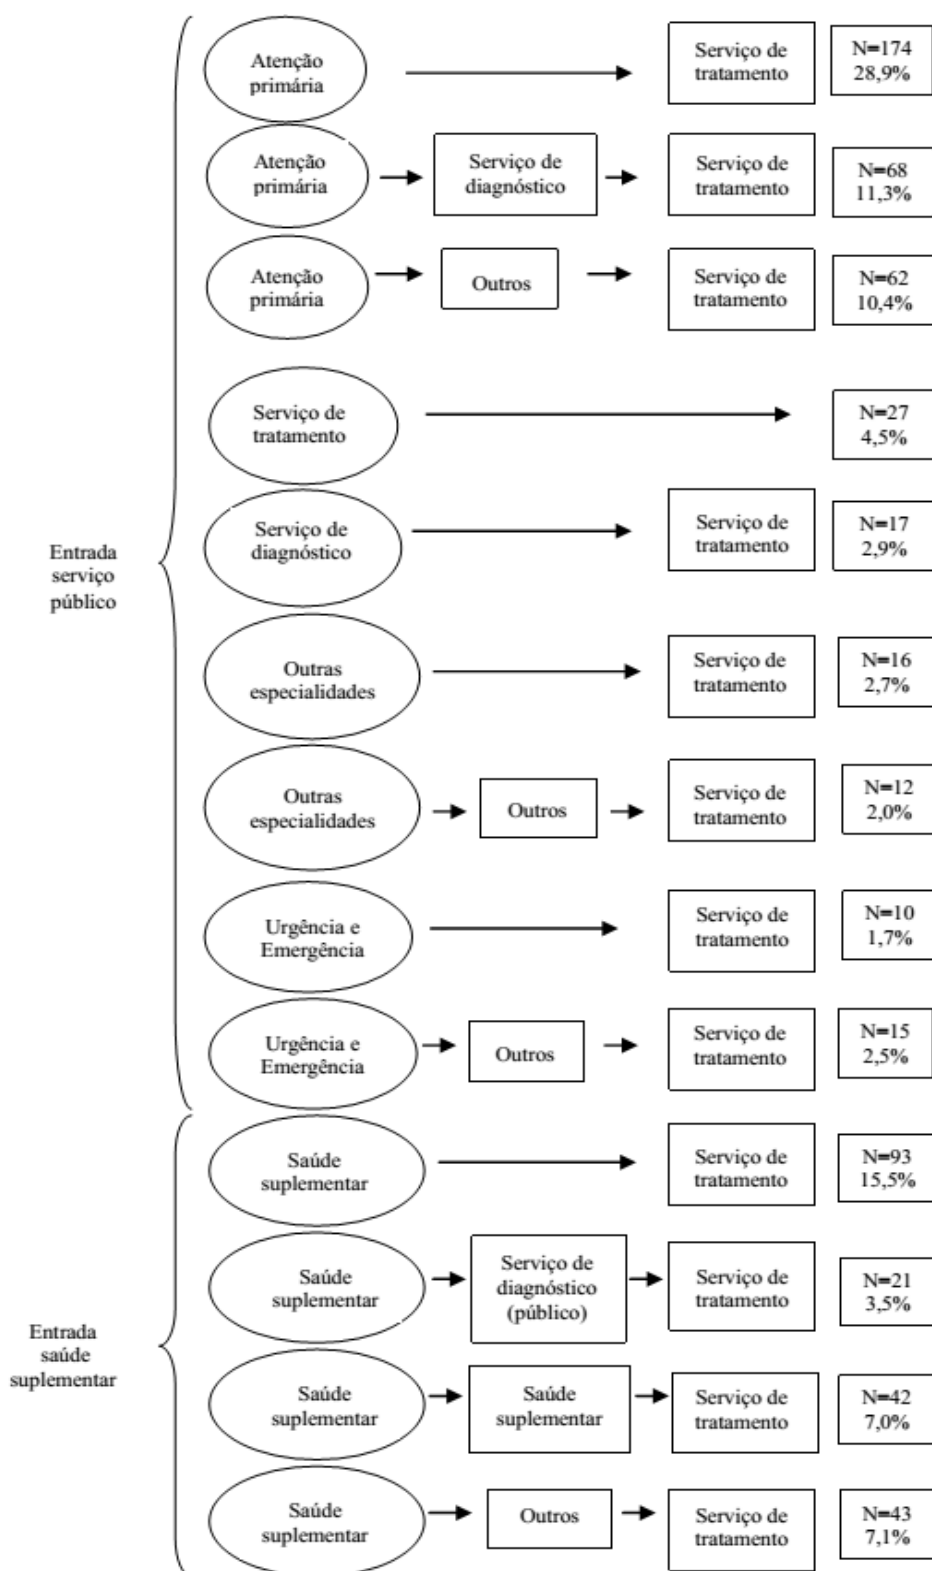 Atenção
primária
Serviço de
tratamento
N=174
28,9%
Atenção
primária
Serviço de
diagnóstico
Serviço de
tratamento
N=68
11,3%
Atenção
primária
Outros
Serviço de
tratamento
N=62
10,4%
Serviço de
tratamento
N=27
4,5%
Entrada
serviço
público
Serviço de
diagnóstico
Serviço de
tratamento
N=17
2,9%
Outras
especialidades
Serviço de
tratamento
N=16
2,7%
Outras
especialidades
Outros
Serviço de
tratamento
N=12
2,0%
Urgência e
Emergência
Serviço de
tratamento
N=10
1,7%
Urgência e
Emergência
Outros
Serviço de
tratamento
N=15
2,5%
Saúde
suplementar
Serviço de
tratamento
N=93
15,5%
Saúde
suplementar
Serviço de
diagnóstico
(público)
Serviço de
tratamento
N=21
3,5%
Entrada
saúde
suplementar
Saúde
suplementar
Saúde
suplementar
Serviço de
tratamento
N=42
7,0%
Saúde
suplementar
Outros
Serviço de
tratamento
N=43
7,1%